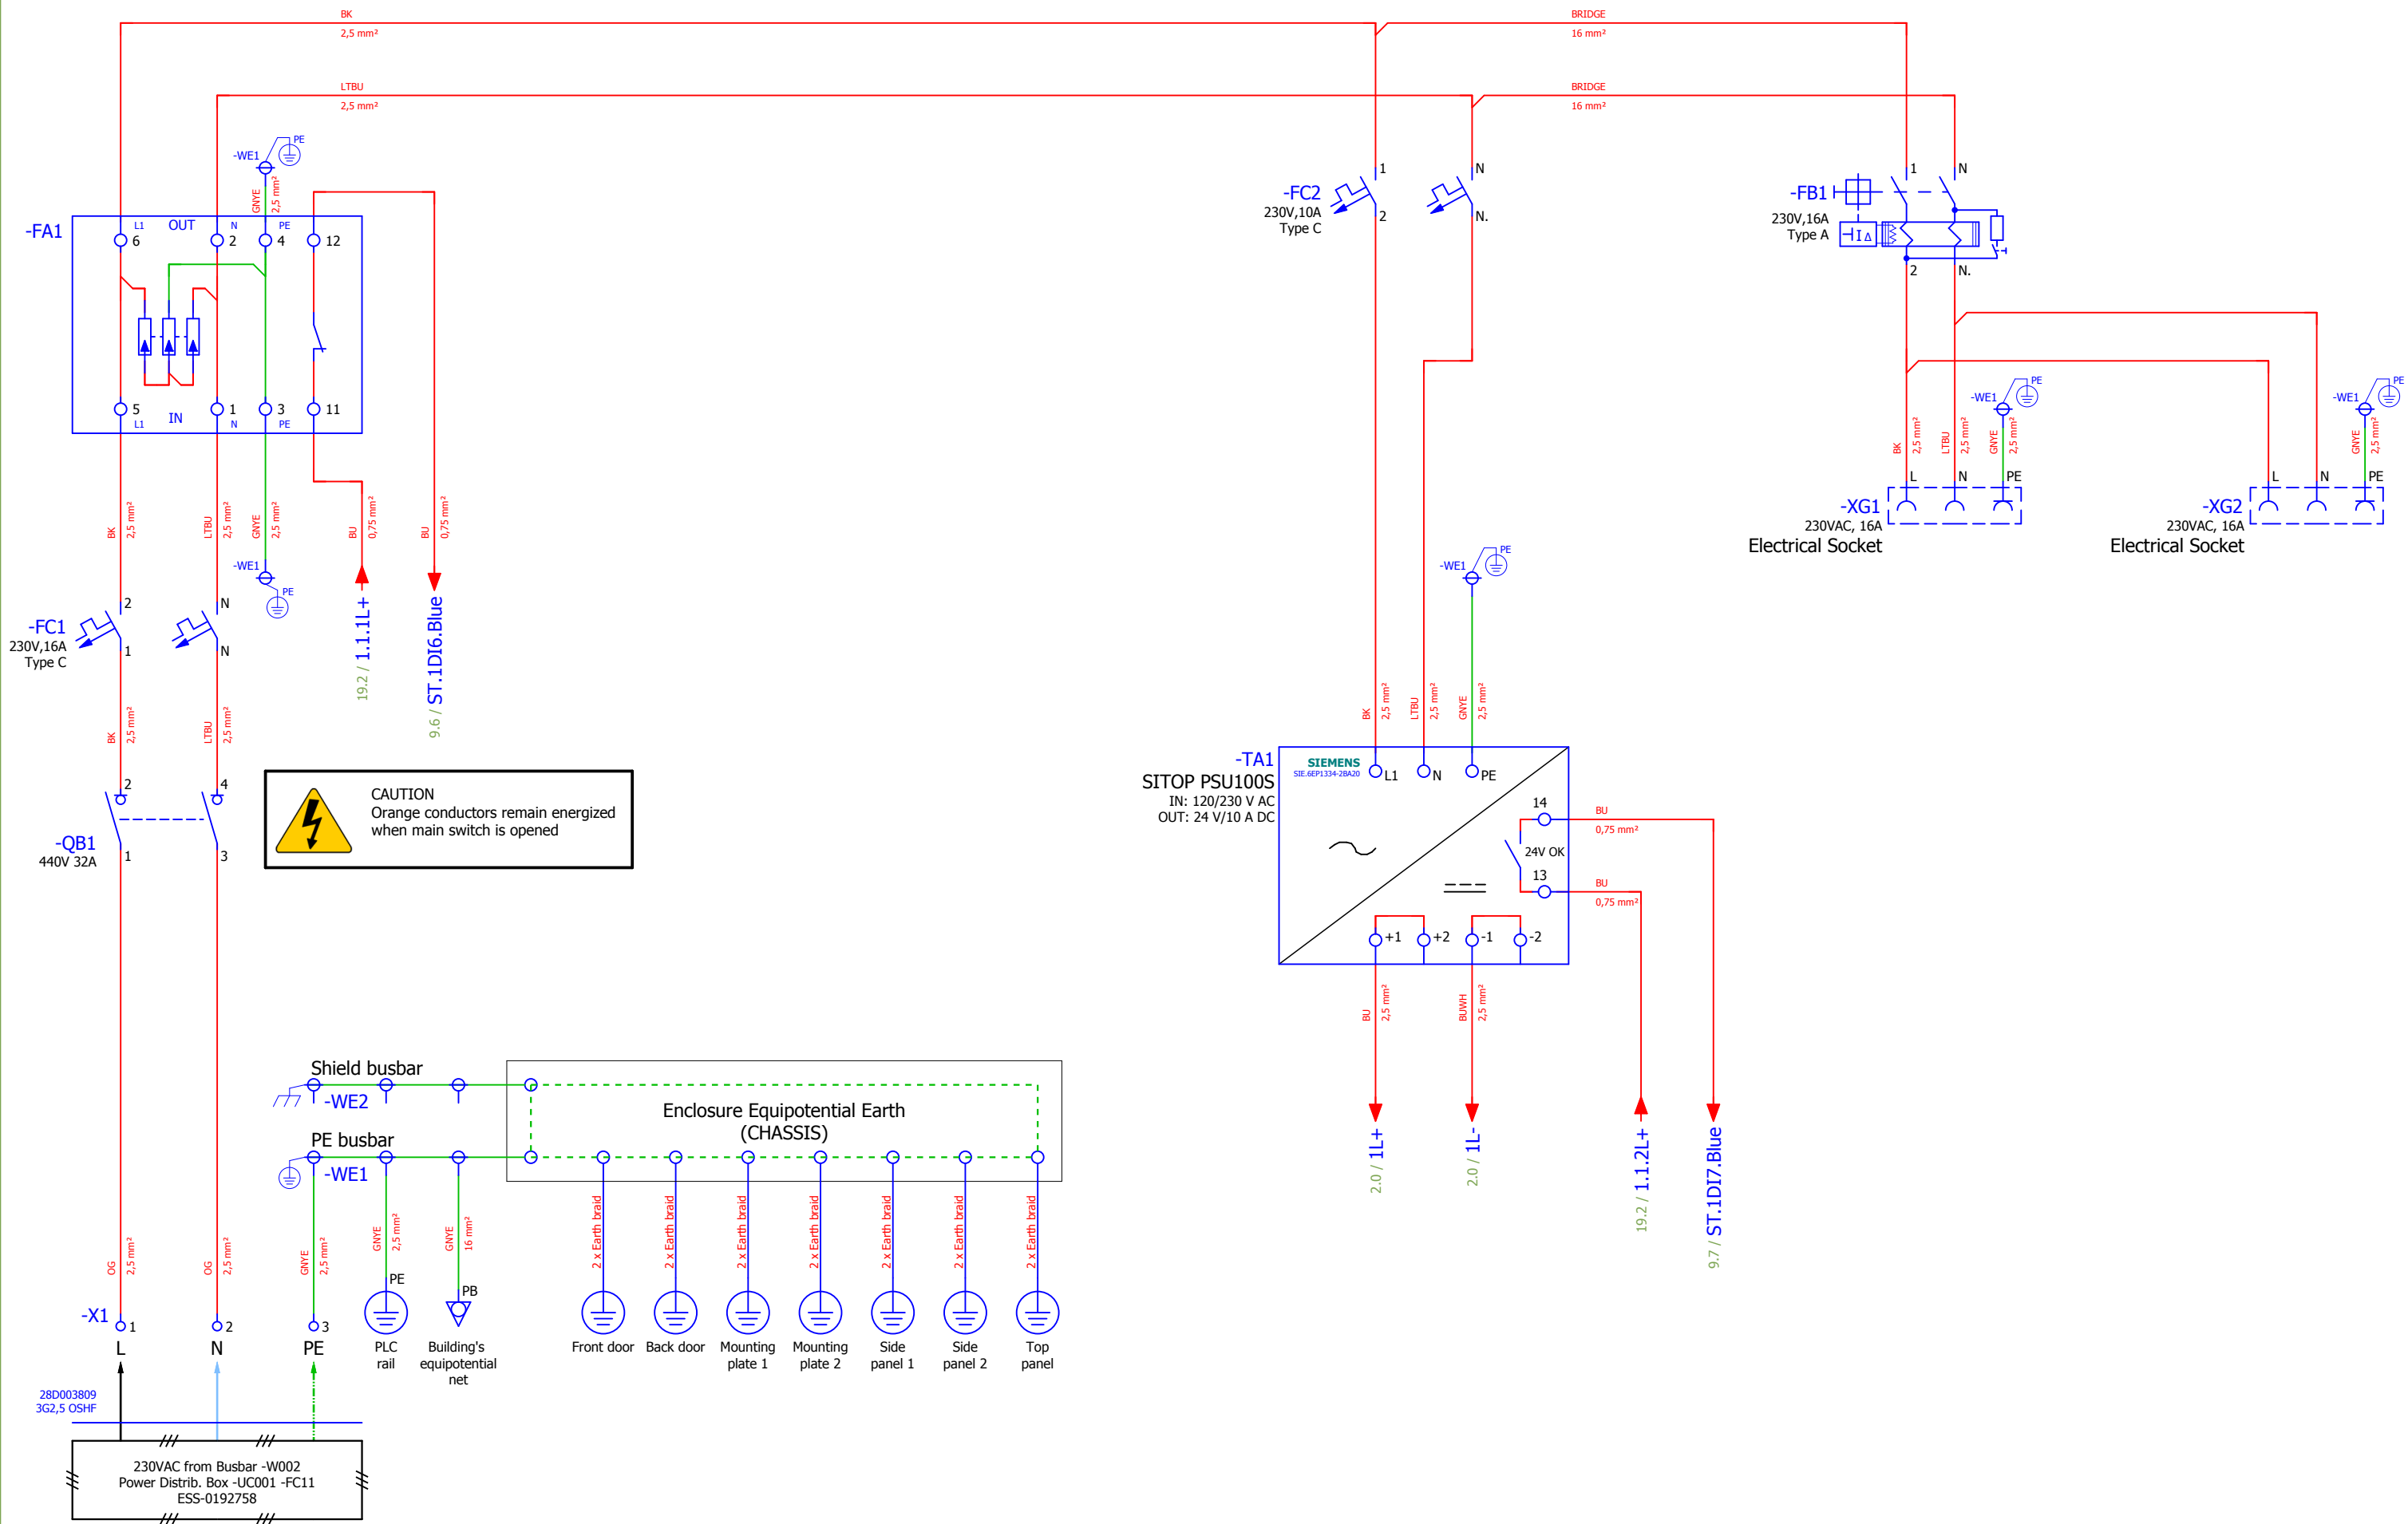 BK
2,5 mm²
BRIDGE
16 mm²
LTBU
2,5 mm²
BRIDGE
16 mm²
-WE1
PE
GNYE
2,5 mm²
-FA1
L1
OUT
N
PE
6
2
4
12
5
1
3
11
L1
IN
N
PE
BK
2,5 mm²
LTBU
2,5 mm²
GNYE
2,5 mm²
BU
0,75 mm²
BU
0,75 mm²
-WE1
PE
19.2 / 1.1.1L+
9.6 / ST.1DI6.Blue
-FC1
230V,16A
Type C
2
1
N
N
BK
2,5 mm²
LTBU
2,5 mm²
-QB1
440V 32A
2
1
4
3
CAUTION
Orange conductors remain energized
when main switch is opened
-FC2
230V,10A
Type C
1
2
N
N.
-FB1
230V,16A
Type A
1
N
I Δ
2
N.
BK
2,5 mm²
LTBU
2,5 mm²
-WE1
PE
GNYE
2,5 mm²
-XG1
230VAC, 16A
Electrical Socket
L
N
PE
-WE1
PE
GNYE
2,5 mm²
-XG2
230VAC, 16A
Electrical Socket
L
N
PE
-WE1
PE
BK
2,5 mm²
LTBU
2,5 mm²
GNYE
2,5 mm²
-TA1
SITOP PSU100S
IN: 120/230 V AC
OUT: 24 V/10 A DC
SIEMENS
SIE.6EP1334-2BA20
L1
N
PE
14
24V OK
13
BU
0,75 mm²
BU
0,75 mm²
+1
+2
-1
-2
BU
2,5 mm²
BUWH
2,5 mm²
2.0 / 1L+
2.0 / 1L-
19.2 / 1.1.2L+
9.7 / ST.1DI7.Blue
Shield busbar
-WE2
PE busbar
-WE1
Enclosure Equipotential Earth
(CHASSIS)
OG
2,5 mm²
OG
2,5 mm²
GNYE
2,5 mm²
GNYE
2,5 mm²
GNYE
16 mm²
2 x Earth braid
2 x Earth braid
2 x Earth braid
2 x Earth braid
2 x Earth braid
2 x Earth braid
2 x Earth braid
-X1
1
2
3
L
N
PE
PE
PLC
rail
PB
Building's
equipotential
net
Front door
Back door
Mounting
plate 1
Mounting
plate 2
Side
panel 1
Side
panel 2
Top
panel
28D003809
3G2,5 OSHF
230VAC from Busbar -W002
Power Distrib. Box -UC001 -FC11
ESS-0192758